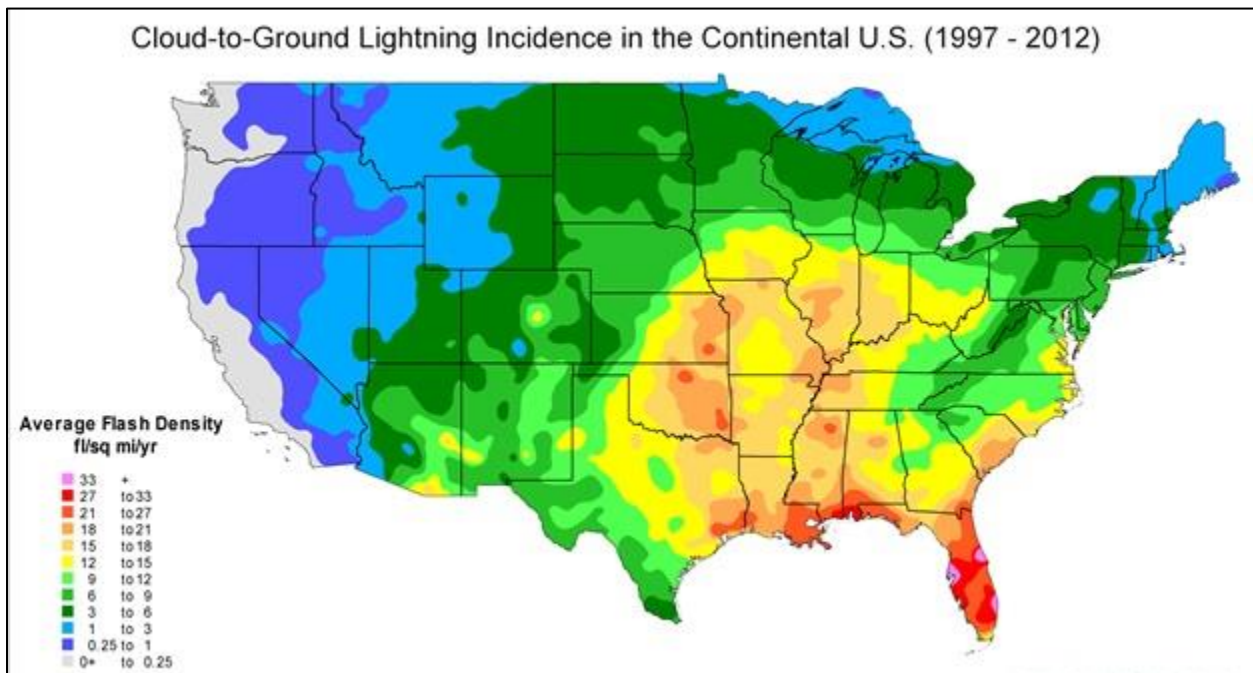 Cloud-to-Ground Lightning Incidence in the Continental U.S. (1997 - 2012)
Average Flash Density
fl/sq mi/yr
33 +
27 to 33
21 to 27
18 to 21
15 to 18
12 to 15
9 to 12
6 to 9
3 to 6
1 to 3
0.25 to 1
0+ to 0.25